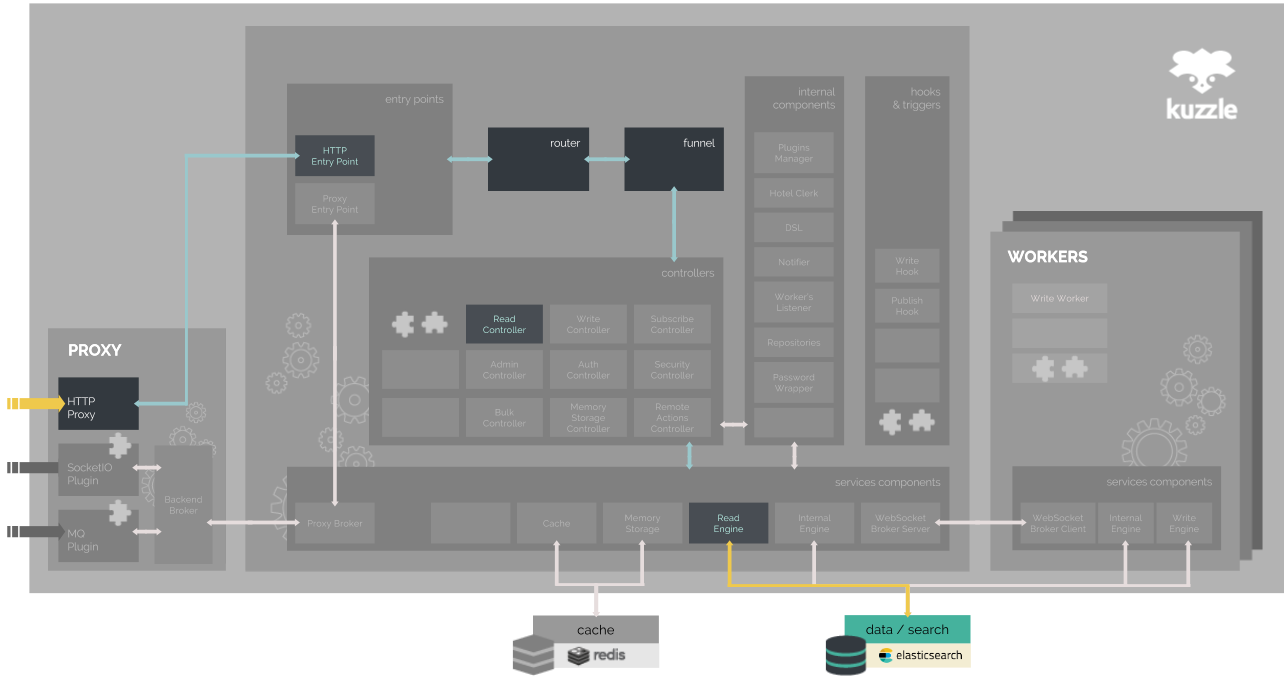 kuzzle
entry points
HTTP
Entry Point
Proxy
Entry Point
router
funnel
internal
components
Plugins
Manager
Hotel Clerk
DSL
Notifier
Worker's
Listener
Repositories
Password
Wrapper
hooks
& triggers
Write
Hook
Publish
Hook
controllers
Read
Controller
Write
Controller
Subscribe
Controller
Admin
Controller
Auth
Controller
Security
Controller
Bulk
Controller
Memory
Storage
Controller
Remote
Actions
Controller
PROXY
HTTP
Proxy
SocketIO
Plugin
MQ
Plugin
Backend
Broker
services components
Proxy Broker
Cache
Memory
Storage
Read
Engine
Internal
Engine
WebSocket
Broker Server
WORKERS
Write Worker
services components
WebSocket
Broker Client
Internal
Engine
Write
Engine
cache
redis
data / search
elasticsearch